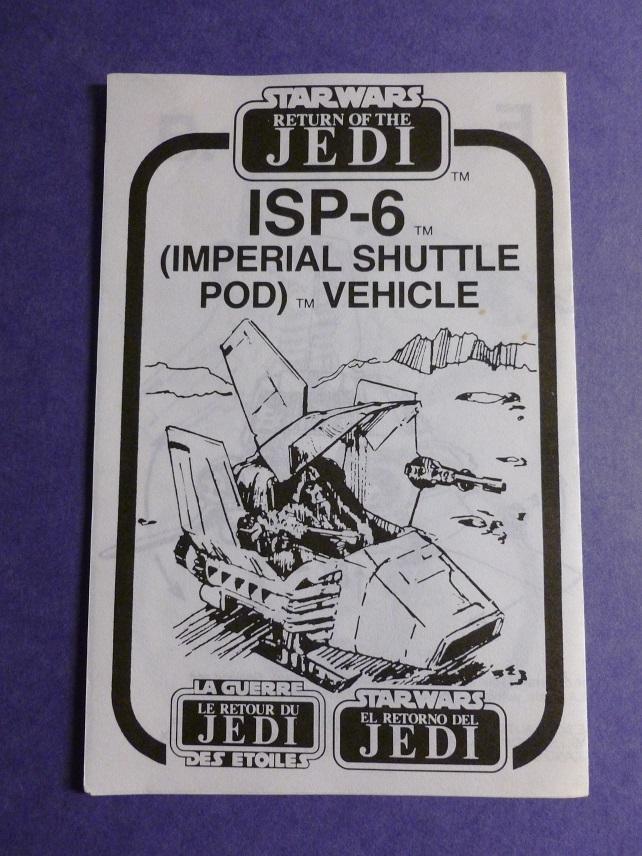 STAR WARS
RETURN OF THE
JEDI
TM
ISP-6 TM
(IMPERIAL SHUTTLE
POD) TM VEHICLE
LA GUERRE
LE RETOUR DU
JEDI
DES ETOILES
STAR WARS
EL RETORNO DEL
JEDI